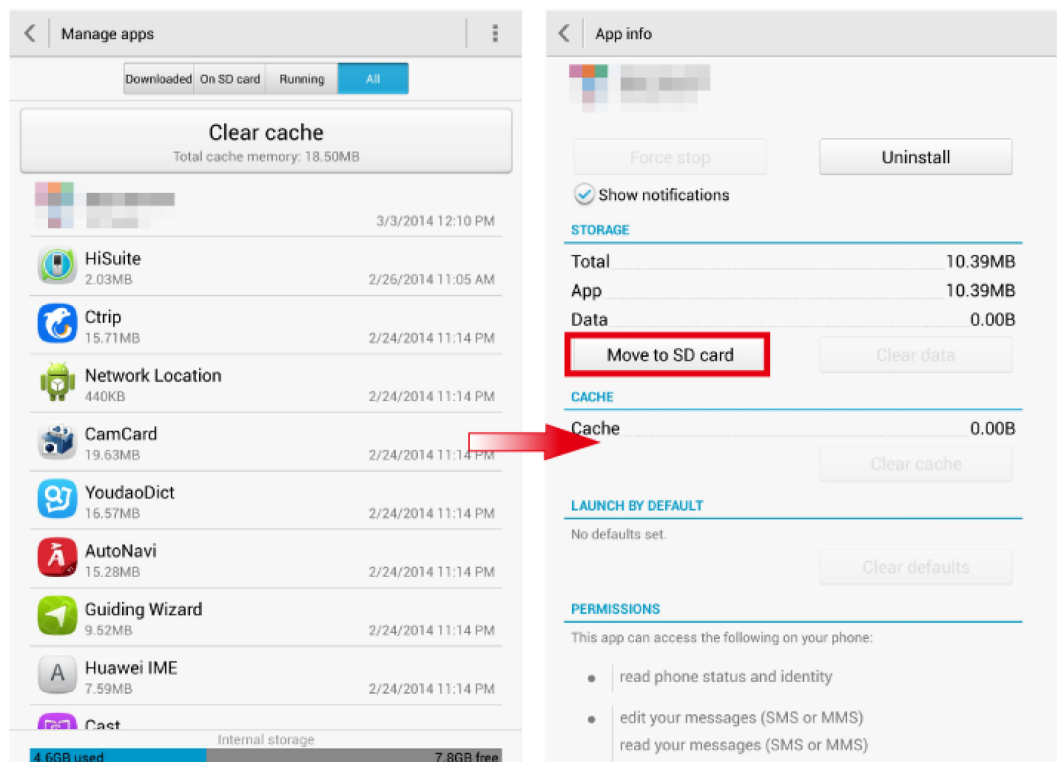 Manage apps
Downloaded On SD card Running All
Clear cache
Total cache memory: 18.50MB
3/3/2014 12:10 PM
HiSuite
2.03MB 2/26/2014 11:05 AM
Ctrip
15.71MB 2/24/2014 11:14 PM
Network Location
440KB 2/24/2014 11:14 PM
CamCard
19.63MB 2/24/2014 11:14 PM
YoudaoDict
16.57MB 2/24/2014 11:14 PM
AutoNavi
15.28MB 2/24/2014 11:14 PM
Guiding Wizard
9.52MB 2/24/2014 11:14 PM
A Huawei IME
7.59MB 2/24/2014 11:14 PM
Cast
Internal storage
4.6GB used 7.8GB free
App info
Force stop Uninstall
Show notifications
STORAGE
Total 10.39MB
App 10.39MB
Data 0.00B
Move to SD card Clear data
CACHE
Cache 0.00B
Clear cache
LAUNCH BY DEFAULT
No defaults set.
Clear defaults
PERMISSIONS
This app can access the following on your phone:
● read phone status and identity
● edit your messages (SMS or MMS)
read your messages (SMS or MMS)